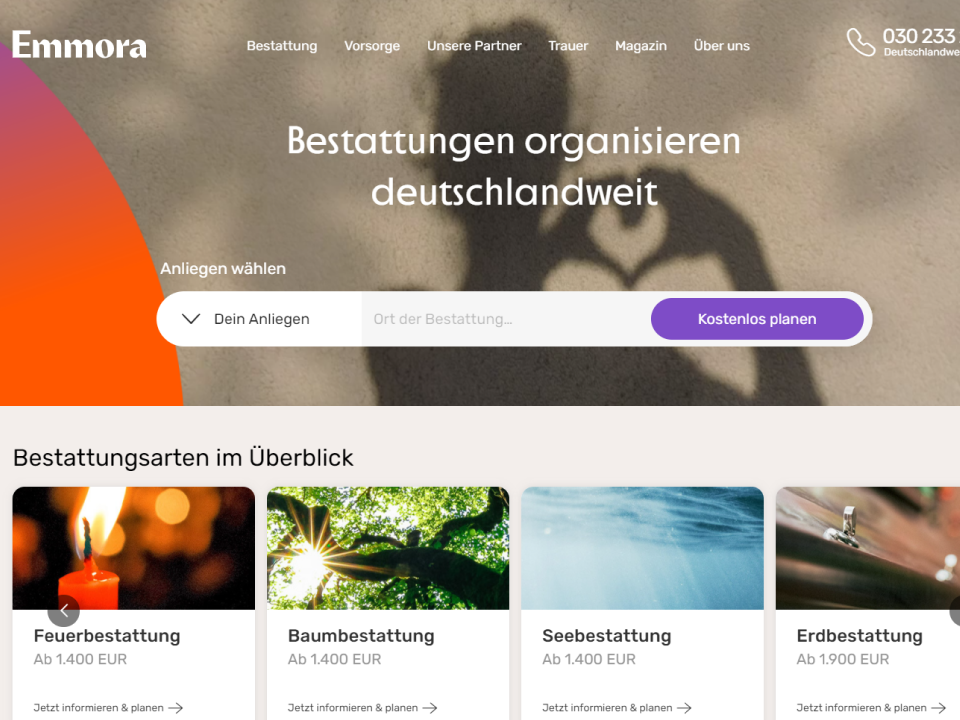 Emmora
Bestattung
Vorsorge
Unsere Partner
Trauer
Magazin
Über uns
030 233
Bestattungen organisieren
deutschlandweit
Anliegen wählen
Dein Anliegen
Ort der Bestattung...
Kostenlos planen
Bestattungsarten im Überblick
Feuerbestattung
Ab 1.400 EUR
Jetzt informieren & planen
Baumbestattung
Ab 1.400 EUR
Jetzt informieren & planen
Seebestattung
Ab 1.400 EUR
Jetzt informieren & planen
Erdbestattung
Ab 1.900 EUR
Jetzt informieren & planen